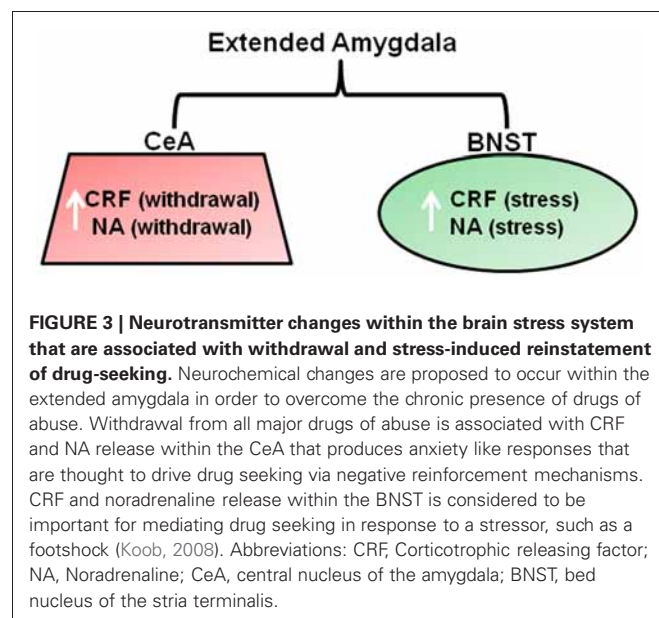 Extended Amygdala
CeA
BNST
CRF (withdrawal)
NA (withdrawal)
CRF (stress)
NA (stress)
FIGURE 3 | Neurotransmitter changes within the brain stress system
that are associated with withdrawal and stress-induced reinstatement
of drug-seeking. Neurochemical changes are proposed to occur within the
extended amygdala in order to overcome the chronic presence of drugs of
abuse. Withdrawal from all major drugs of abuse is associated with CRF
and NA release within the CeA that produces anxiety like responses that
are thought to drive drug seeking via negative reinforcement mechanisms.
CRF and noradrenaline release within the BNST is considered to be
important for mediating drug seeking in response to a stressor, such as a
footshock (Koob, 2008). Abbreviations: CRF, Corticotrophic releasing factor;
NA, Noradrenaline; CeA, central nucleus of the amygdala; BNST, bed
nucleus of the stria terminalis.